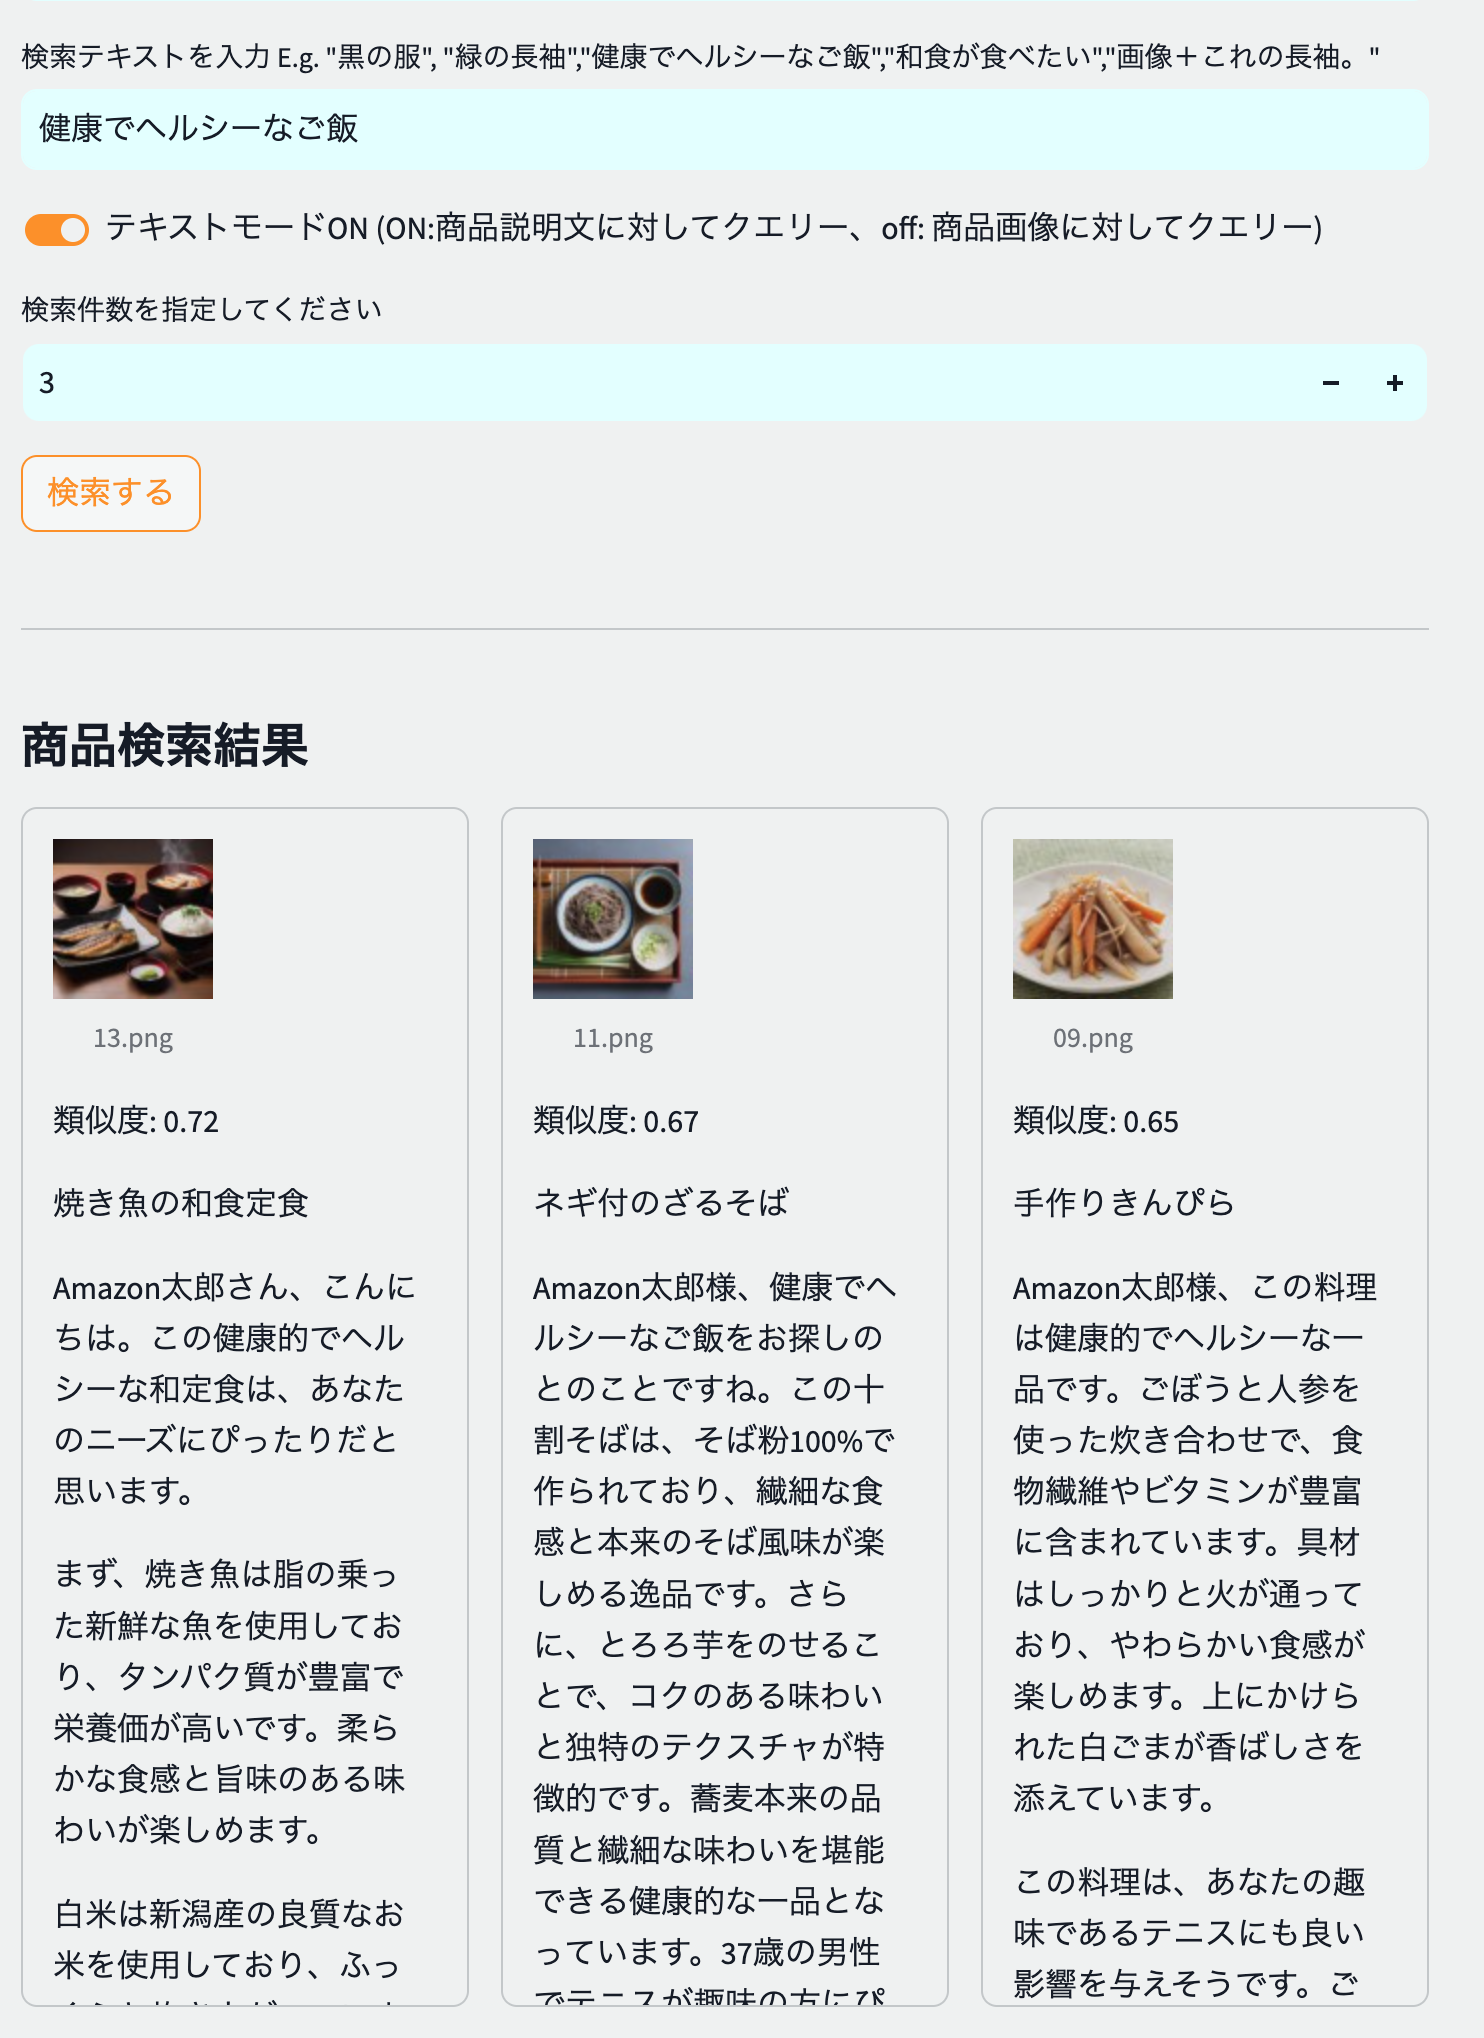 検索テキストを入力 E.g. "黒の服", "緑の長袖","健康でヘルシーなご飯","和食が食べたい","画像＋これの長袖。"
健康でヘルシーなご飯
テキストモードON (ON:商品説明文に対してクエリー、off: 商品画像に対してクエリー)
検索件数を指定してください
3
検索する
商品検索結果
13.png
類似度: 0.72
焼き魚の和食定食
Amazon太郎さん、こんに
ちは。この健康的でヘル
シーな和定食は、あなた
のニーズにぴったりだと
思います。
まず、焼き魚は脂の乗っ
た新鮮な魚を使用してお
り、タンパク質が豊富で
栄養価が高いです。柔ら
かな食感と旨味のある味
わいが楽しめます。
白米は新潟産の良質なお
米を使用しており、ふっ
11.png
類似度: 0.67
ネギ付のざるそば
Amazon太郎様、健康でヘ
ルシーなご飯をお探しの
とのことですね。この十
割そばは、そば粉100%で
作られており、繊細な食
感と本来のそば風味が楽
しめる逸品です。さら
に、とろろ芋をのせるこ
とで、コクのある味わい
と独特のテクスチャが特
徴的です。蕎麦本来の品
質と繊細な味わいを堪能
できる健康的な一品とな
っています。37歳の男性
でテニスが趣味の方にぴ
09.png
類似度: 0.65
手作りきんぴら
Amazon太郎様、この料理
は健康的でヘルシーな一
品です。ごぼうと人参を
使った炊き合わせで、食
物繊維やビタミンが豊富
に含まれています。具材
はしっかりと火が通って
おり、やわらかい食感が
楽しめます。上にかけら
れた白ごまが香ばしさを
添えています。
この料理は、あなたの趣
味であるテニスにも良い
影響を与えそうです。ご